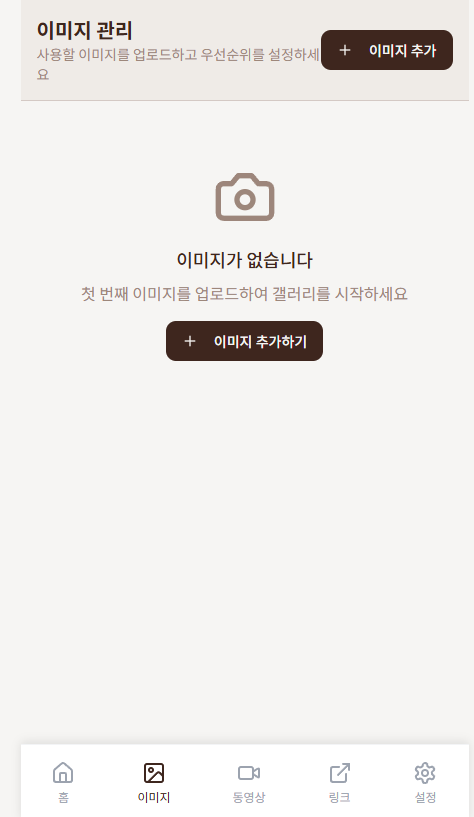 이미지 관리
사용할 이미지를 업로드하고 우선순위를 설정하세
요
이미지 추가
이미지가 없습니다
첫 번째 이미지를 업로드하여 갤러리를 시작하세요
이미지 추가하기
홈
이미지
동영상
링크
설정